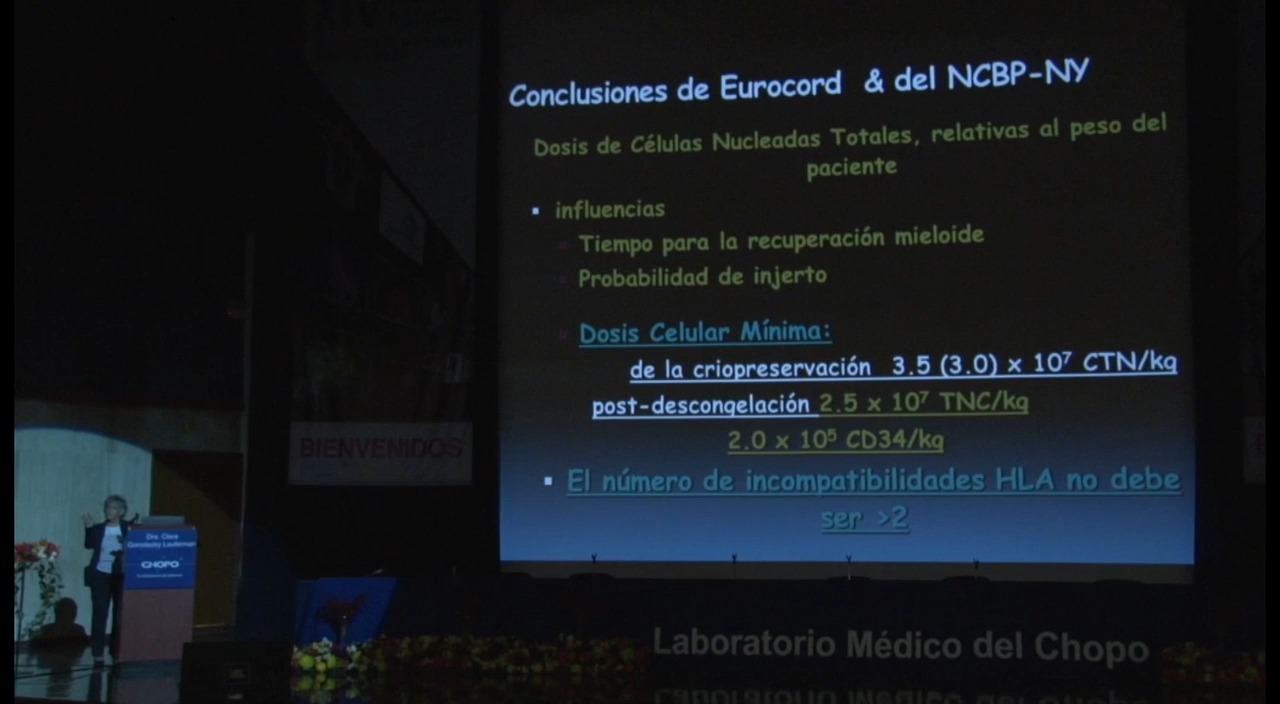 Conclusiones de Eurocord & del NCBP-NY
Dosis de Células Nucleadas Totales, relativas al peso del
paciente
influencias
Tiempo para la recuperación mieloide
Probabilidad de injerto
Dosis Celular Mínima:
de la criopreservación 3.5 (3.0) x 10⁷ CTN/kg
post-descongelación 2.5 x 10⁷ TNC/kg
2.0 x 10⁵ CD34/kg
El número de incompatibilidades HLA no debe
ser >2
BIENVENIDOS
Dra. Clara
CHOPO
Laboratorio Médico del Chopo